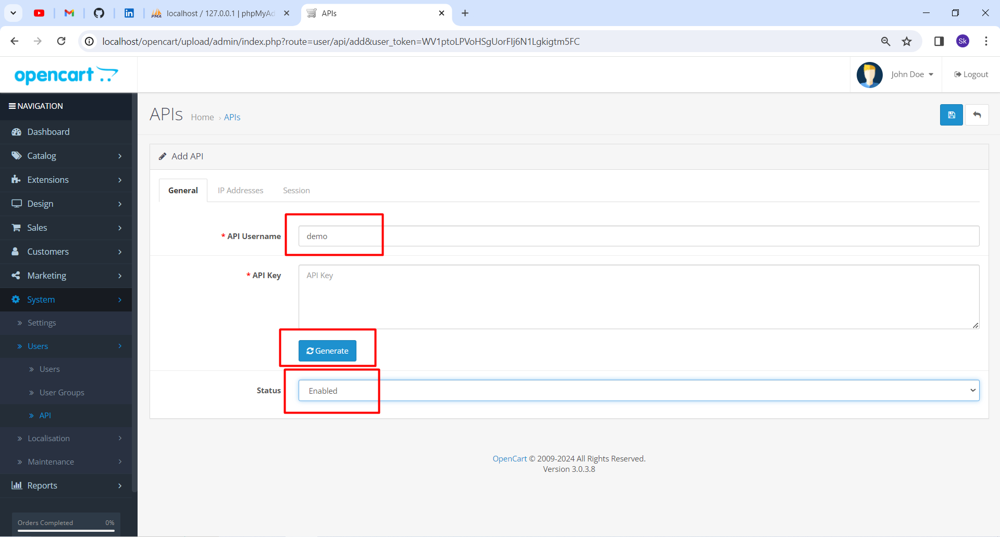 localhost / 127.0.0.1 | phpMyAd
APIs
localhost/opencart/upload/admin/index.php?route=user/api/add&user_token=WV1ptoLPVoHSgUorFIj6N1Lgkigtm5FC
Sk
opencart
John Doe
Logout
NAVIGATION
Dashboard
Catalog
Extensions
Design
Sales
Customers
Marketing
System
Settings
Users
Users
User Groups
API
Localisation
Maintenance
Reports
Orders Completed 0%
APIs Home › APIs
Add API
General IP Addresses Session
* API Username demo
* API Key API Key
Generate
Status Enabled
OpenCart © 2009-2024 All Rights Reserved.
Version 3.0.3.8